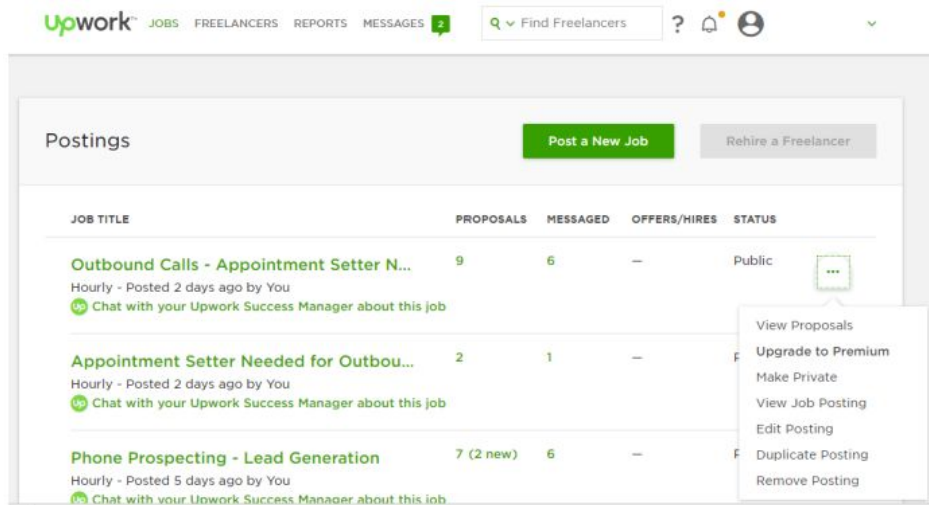 Upwork JOBS FREELANCERS REPORTS MESSAGES 2 Find Freelancers ?
Postings Post a New Job Rehire a Freelancer
JOB TITLE PROPOSALS MESSAGED OFFERS/HIRES STATUS
Outbound Calls - Appointment Setter N... 9 6 – Public ...
Hourly - Posted 2 days ago by You
Up Chat with your Upwork Success Manager about this job
Appointment Setter Needed for Outbou... 2 1 –
Hourly - Posted 2 days ago by You
Up Chat with your Upwork Success Manager about this job
Phone Prospecting - Lead Generation 7 (2 new) 6 –
Hourly - Posted 5 days ago by You
Up Chat with your Upwork Success Manager about this job
View Proposals
Upgrade to Premium
Make Private
View Job Posting
Edit Posting
Duplicate Posting
Remove Posting